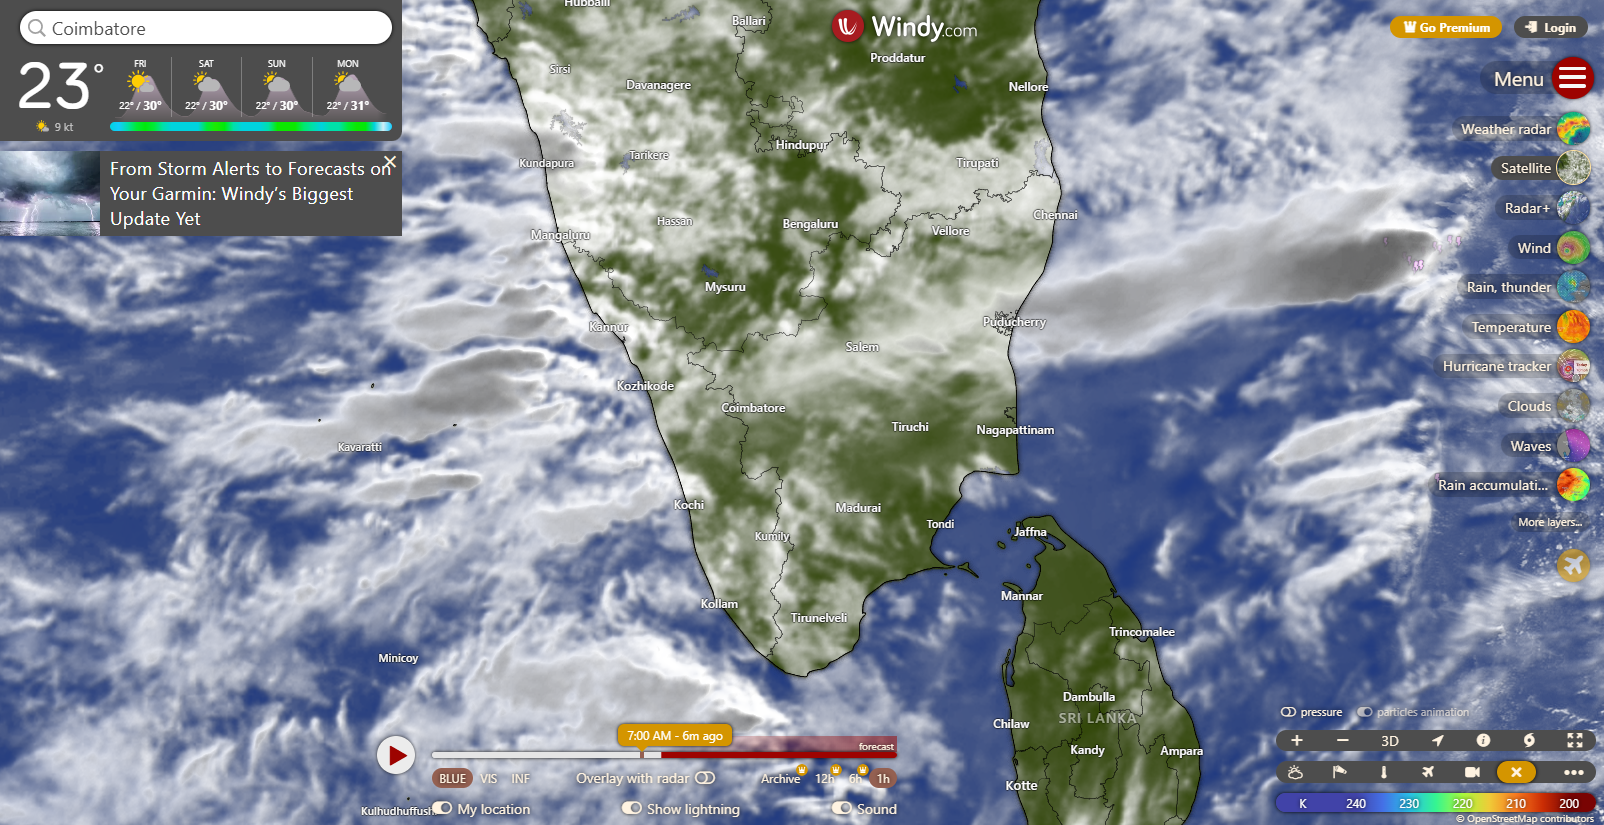 Coimbatore
23°
FRI
22° / 30°
SAT
22° / 30°
SUN
22° / 30°
MON
22° / 31°
9 kt
From Storm Alerts to Forecasts on
Your Garmin: Windy’s Biggest
Update Yet
Windy.com
Go Premium
Login
Menu
Weather radar
Satellite
Radar+
Wind
Rain, thunder
Temperature
Hurricane tracker
Clouds
Waves
Rain accumulati...
More layers...
Hubballi
Ballari
Proddatur
Sirsi
Davanagere
Nellore
Hindupur
Kundapura
Tarikere
Tirupati
Hassan
Bengaluru
Chennai
Mangaluru
Vellore
Mysuru
Kannur
Puducherry
Salem
Kozhikode
Coimbatore
Tiruchi
Nagapattinam
Kavaratti
Kochi
Madurai
Tondi
Jaffna
Kumily
Mannar
Kollam
Tirunelveli
Trincomalee
Minicoy
Dambulla
SRI LANKA
Chilaw
Kandy
Ampara
Kotte
Kulhudhuffush
7:00 AM - 6m ago
forecast
BLUE
VIS
INF
Overlay with radar
Archive
12h
6h
1h
My location
Show lightning
Sound
pressure
particles animation
3D
K 240 230 220 210 200
© OpenStreetMap contributors